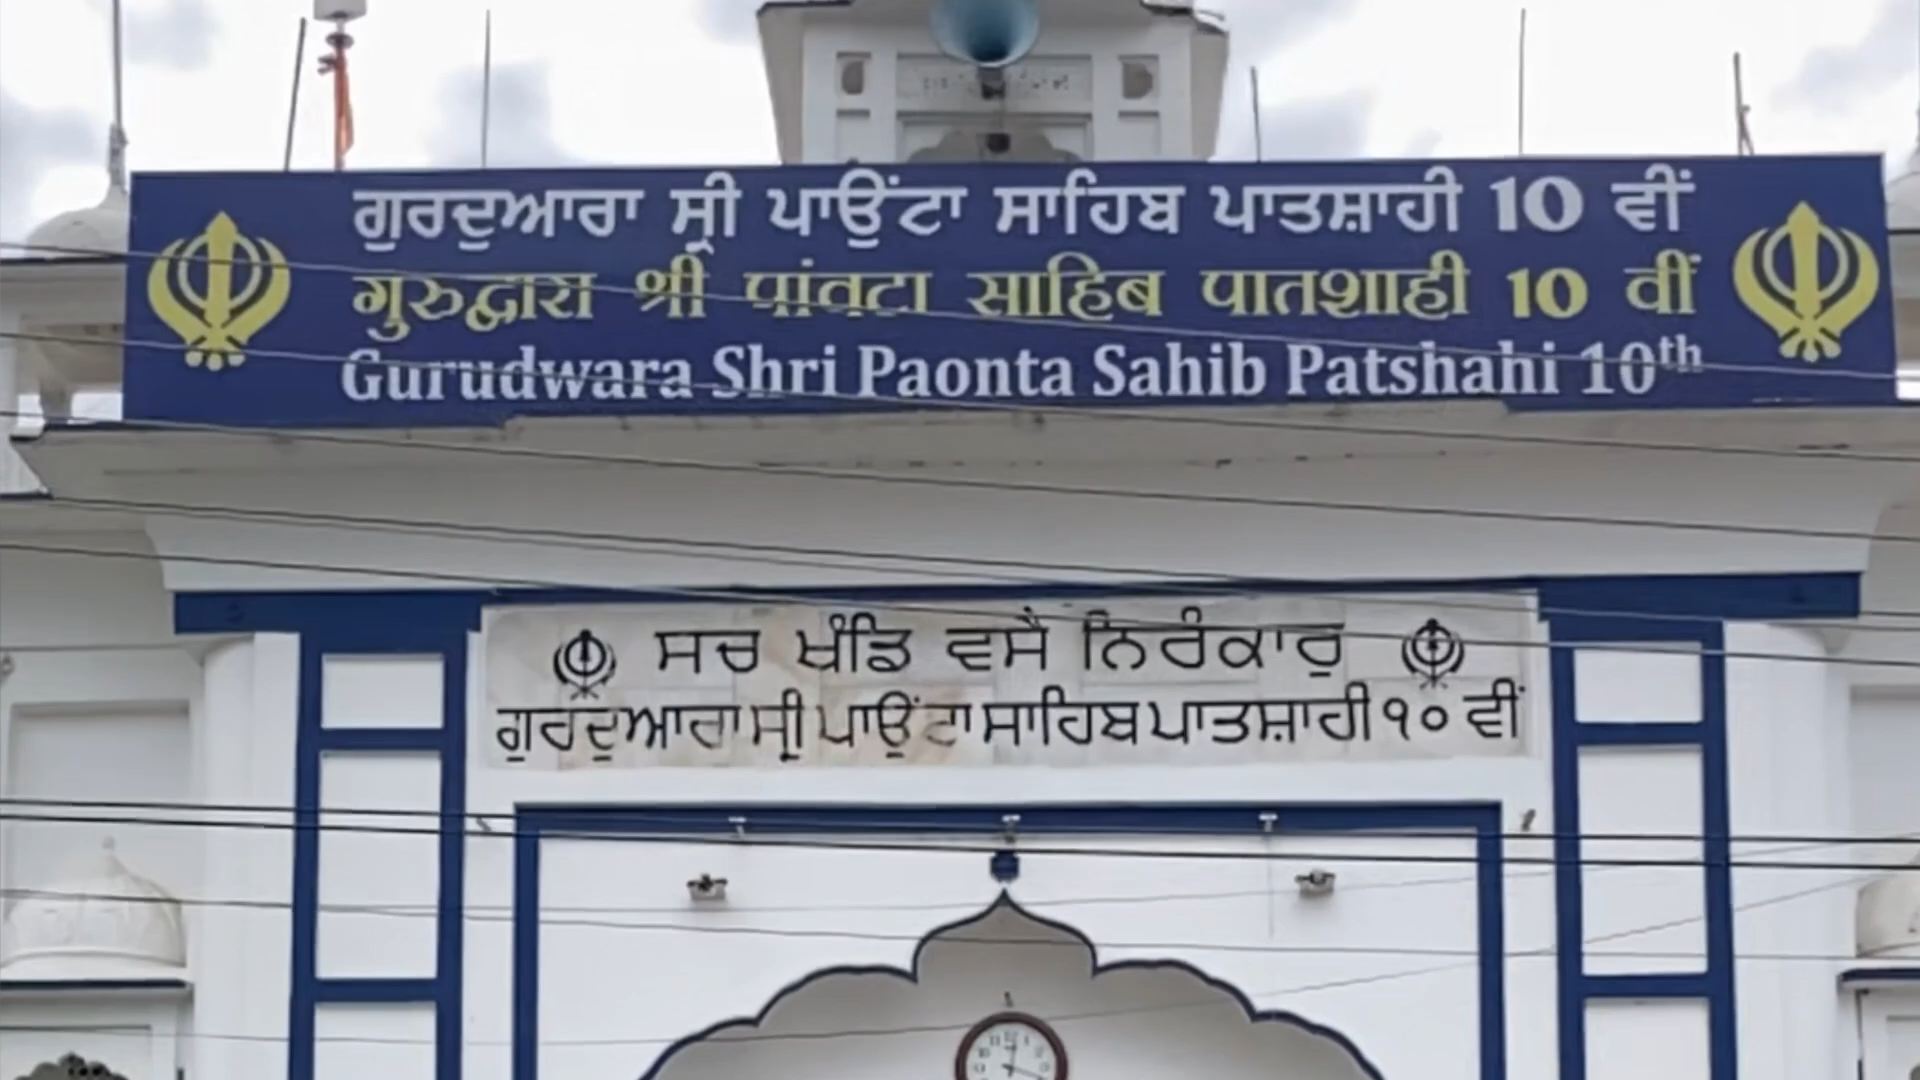 ਗੁਰਦੁਆਰਾ ਸ੍ਰੀ ਪਾਉਂਟਾ ਸਾਹਿਬ ਪਾਤਸ਼ਾਹੀ 10 ਵੀਂ
गुरुद्वारा श्री पांवटा साहिब पातशाही 10 वीं
Gurudwara Shri Paonta Sahib Patshahi 10th
ਸਚ ਖੰਡਿ ਵਸੈ ਨਿਰੰਕਾਰੁ
ਗੁਰਦੁਆਰਾ ਸ੍ਰੀ ਪਾਉਂਟਾ ਸਾਹਿਬ ਪਾਤਸ਼ਾਹੀ ੧੦ ਵੀਂ